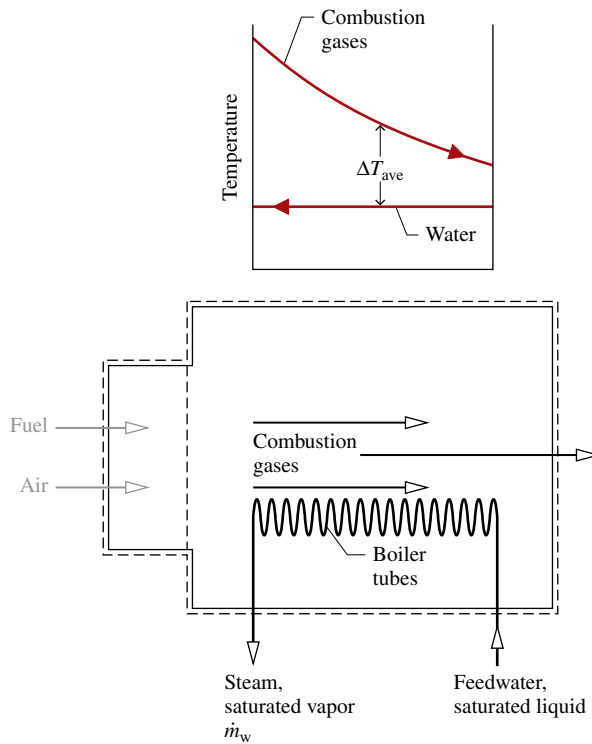 Combustion
gases
Temperature
ΔT_ave
Water
Fuel
Air
Combustion
gases
Boiler
tubes
Steam,
saturated vapor
ṁ_w
Feedwater,
saturated liquid